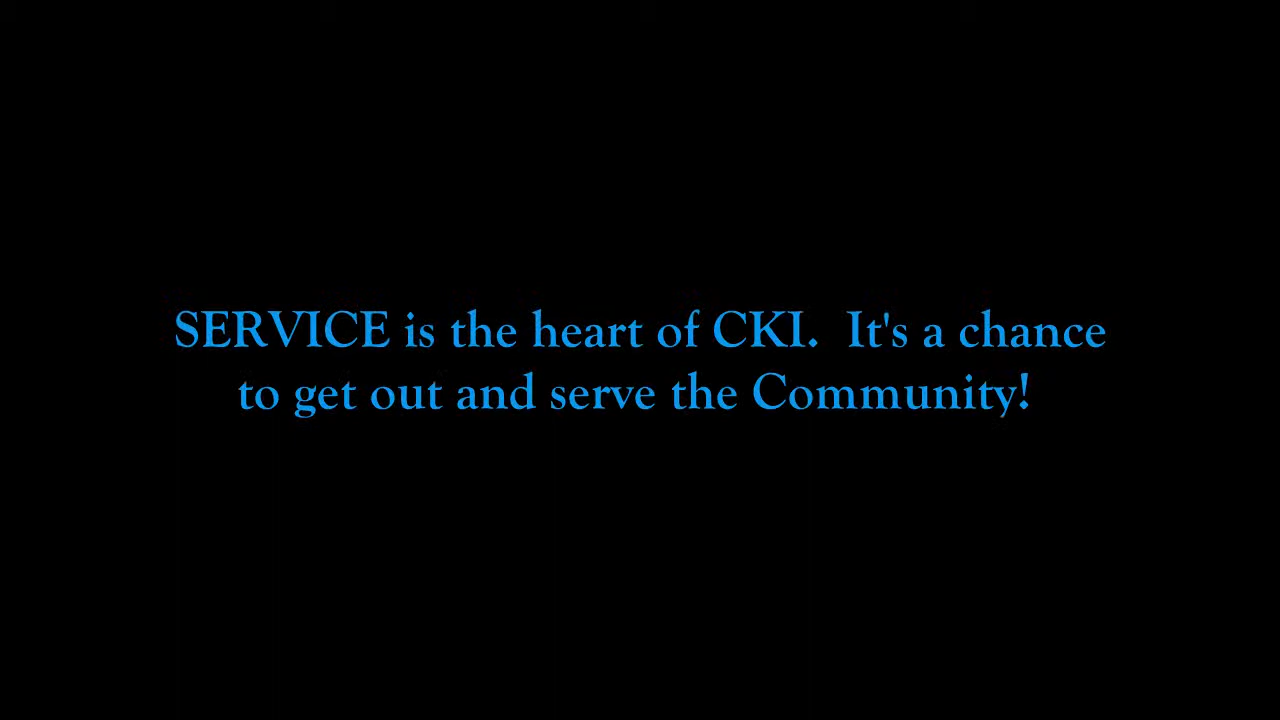 SERVICE is the heart of CKI.  It's a chance
to get out and serve the Community!